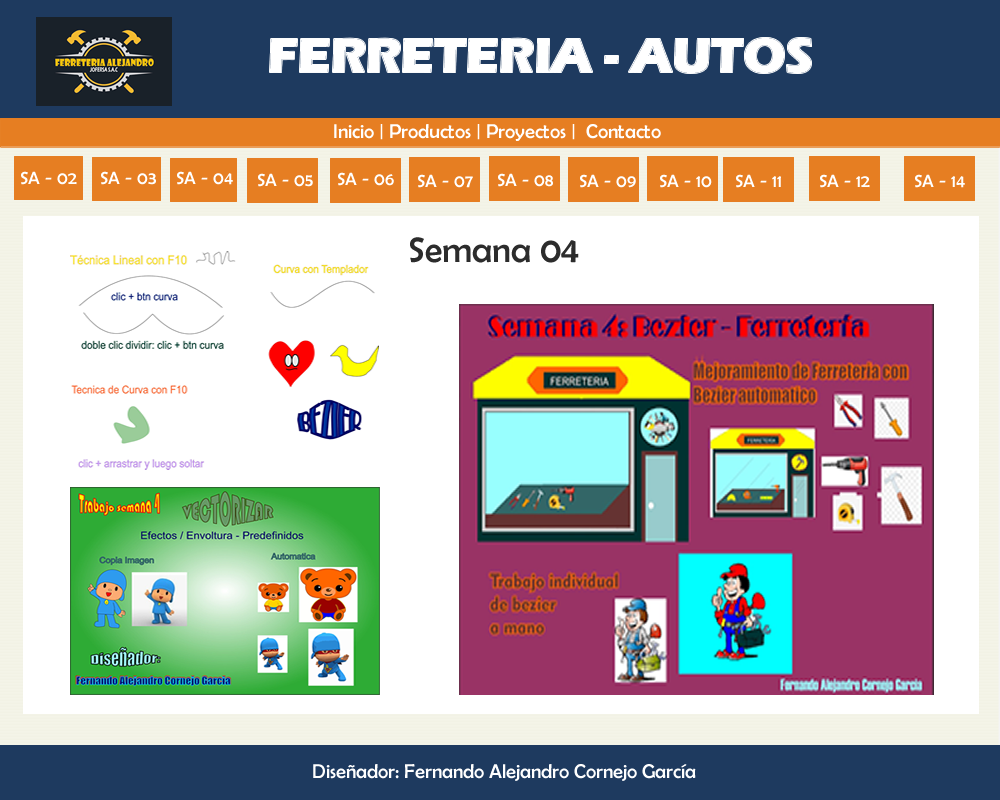 FERRETERIA ALEJANDRO
JOFERSA S.A.C
FERRETERIA - AUTOS
Inicio | Productos | Proyectos | Contacto
SA - 02
SA - 03
SA - 04
SA - 05
SA - 06
SA - 07
SA - 08
SA - 09
SA - 10
SA - 11
SA - 12
SA - 14
Semana 04
Técnica Lineal con F10
clic + btn curva
doble clic dividir: clic + btn curva
Curva con Templador
Tecnica de Curva con F10
BEZIER
clic + arrastrar y luego soltar
Trabajo semana 4
VECTORIZAR
Efectos / Envoltura - Predefinidos
Copia Imagen
Automatica
Diseñador:
Fernando Alejandro Cornejo García
Semana 4: Bezier - Ferretería
FERRETERIA
Mejoramiento de Ferreteria con
Bezier automatico
FERRETERIA
Trabajo individual
de bezier
a mano
Fernando Alejandro Cornejo Garcia
Diseñador: Fernando Alejandro Cornejo García